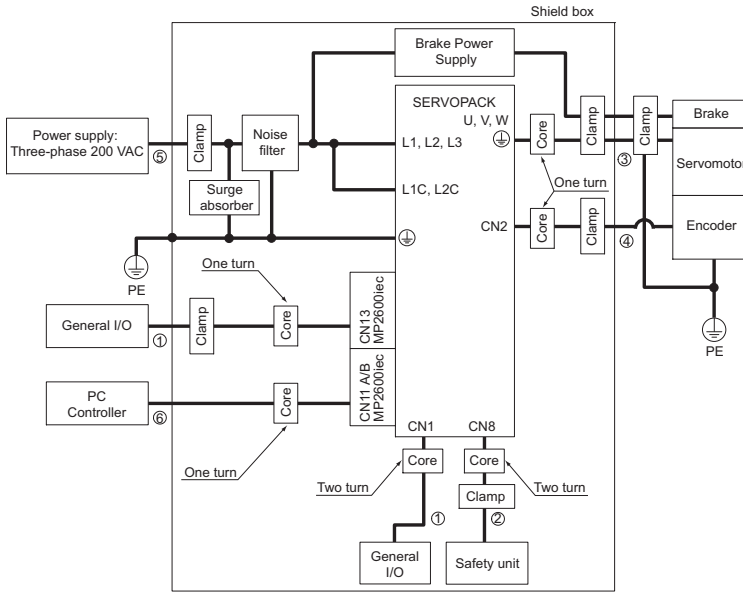 Shield box
Brake Power
Supply
SERVOPACK
U, V, W
Power supply:
Three-phase 200 VAC
⑤
Clamp
Noise
filter
L1, L2, L3
Core
Clamp
Clamp
③
Brake
Servomotor
One turn
Surge
absorber
L1C, L2C
CN2
Core
Clamp
④
Encoder
PE
PE
One turn
General I/O
①
Clamp
Core
CN13
MP2600iec
PC
Controller
⑥
Core
CN11 A/B
MP2600iec
One turn
CN1
CN8
Two turn
Core
Core
Two turn
Clamp
①
②
General
I/O
Safety unit